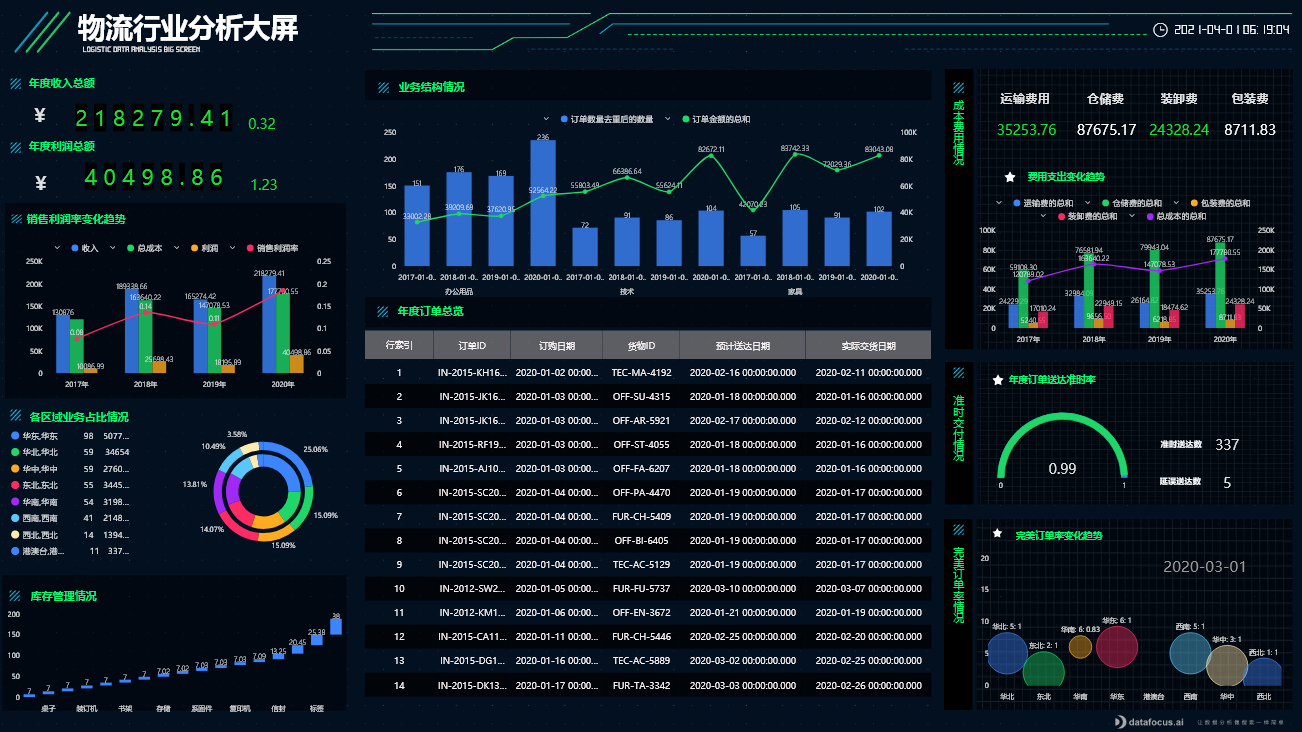 物流行业分析大屏
LOGISTIC DATA ANALYSIS BIG SCREEN
2021-04-01 06:19:04
年度收入总额
¥ 218279.41 0.32
年度利润总额
¥ 40498.86 1.23
销售利润率变化趋势
收入 总成本 利润 销售利润率
250K 0.25
200K 0.2
150K 0.15
100K 0.1
50K 0.05
0 0
130876 189338.66 165274.42 218279.41
163640.22 147078.53
0.08 0.14 0.11
10086.99 25698.43 18195.89 40498.86
2017年 2018年 2019年 2020年
各区域业务占比情况
华东,华东 98 5077...
华北,华北 59 34654
华中,华中 59 2760...
东北,东北 55 3445...
华南,华南 54 3198...
西南,西南 41 2148...
西北,西北 14 1394...
港澳台,港... 11 337...
3.58%
10.49%
25.06%
13.81%
15.09%
14.07%
15.09%
库存管理情况
200
150
100
50
0
7 7 7 7 7 7 7 7.02 7.02 7.03 7.03 7.03 7.09 13.25 20.45 25.38 39
桌子 装订机 书架 存储 系固件 复印机 信封 标签
业务结构情况
订单数量去重后的数量 订单金额的总和
250 100K
200 80K
150 60K
100 40K
50 20K
0 0
151 176 169 236 72 91 86 104 57 105 91 102
33002.28 39209.69 37620.95 52564.22 55803.49 66386.64 55624.11 82672.11 42070.23 83742.33 72029.36 83043.08
2017-01-0.. 2018-01-0.. 2019-01-0.. 2020-01-0.. 2017-01-0.. 2018-01-0.. 2019-01-0.. 2020-01-0.. 2017-01-0.. 2018-01-0.. 2019-01-0.. 2020-01-0..
办公用品 技术 家具
年度订单总览
行索引 订单ID 订购日期 货物ID 预计送达日期 实际交货日期
1 IN-2015-KH16... 2020-01-02 00:00... TEC-MA-4192 2020-02-16 00:00:00.000 2020-02-11 00:00:00.000
2 IN-2015-JK16... 2020-01-03 00:00... OFF-SU-4315 2020-01-18 00:00:00.000 2020-01-16 00:00:00.000
3 IN-2015-JK16... 2020-01-03 00:00... OFF-AR-5921 2020-02-17 00:00:00.000 2020-02-12 00:00:00.000
4 IN-2015-RF19... 2020-01-03 00:00... OFF-ST-4055 2020-01-18 00:00:00.000 2020-01-16 00:00:00.000
5 IN-2015-AJ10... 2020-01-03 00:00... OFF-FA-6207 2020-01-18 00:00:00.000 2020-01-16 00:00:00.000
6 IN-2015-SC20... 2020-01-04 00:00... OFF-PA-4470 2020-01-19 00:00:00.000 2020-01-17 00:00:00.000
7 IN-2015-SC20... 2020-01-04 00:00... FUR-CH-5409 2020-01-19 00:00:00.000 2020-01-17 00:00:00.000
8 IN-2015-SC20... 2020-01-04 00:00... OFF-BI-6405 2020-01-19 00:00:00.000 2020-01-17 00:00:00.000
9 IN-2015-SC20... 2020-01-04 00:00... TEC-AC-5129 2020-01-19 00:00:00.000 2020-01-17 00:00:00.000
10 IN-2012-SW2... 2020-01-05 00:00... FUR-FU-5737 2020-03-10 00:00:00.000 2020-03-07 00:00:00.000
11 IN-2012-KM1... 2020-01-06 00:00... OFF-EN-3672 2020-01-21 00:00:00.000 2020-01-19 00:00:00.000
12 IN-2015-CA11... 2020-01-11 00:00... FUR-CH-5446 2020-02-25 00:00:00.000 2020-02-20 00:00:00.000
13 IN-2015-DG1... 2020-01-16 00:00... TEC-AC-5889 2020-03-02 00:00:00.000 2020-02-25 00:00:00.000
14 IN-2015-DK13... 2020-01-17 00:00... FUR-TA-3342 2020-03-03 00:00:00.000 2020-02-26 00:00:00.000
成本费用情况
运输费用 仓储费 装卸费 包装费
35253.76 87675.17 24328.24 8711.83
费用支出变化趋势
运输费的总和 仓储费的总和 包装费的总和
装卸费的总和 总成本的总和
100K 250K
80K 200K
60K 150K
40K 100K
20K 50K
0 0
59108.30 76581.94 79943.04 87675.17
120789.02 163640.22 147078.53 177780.55
17010.24 22949.15 18474.62 24328.24
2017年 2018年 2019年 2020年
准时交付情况
年度订单送达准时率
0.99
0 1
准时送达数 337
延误送达数 5
完美订单率情况
完美订单率变化趋势
2020-03-01
20
15
10
5
0
华北: 5: 1
东北: 2: 1
华南: 6: 0.83
华东: 6: 1
西南: 5: 1
华中: 3: 1
西北: 1: 1
华北 东北 华南 华东 港澳台 西南 华中 西北
datafocus.ai 让数据分析像搜索一样简单